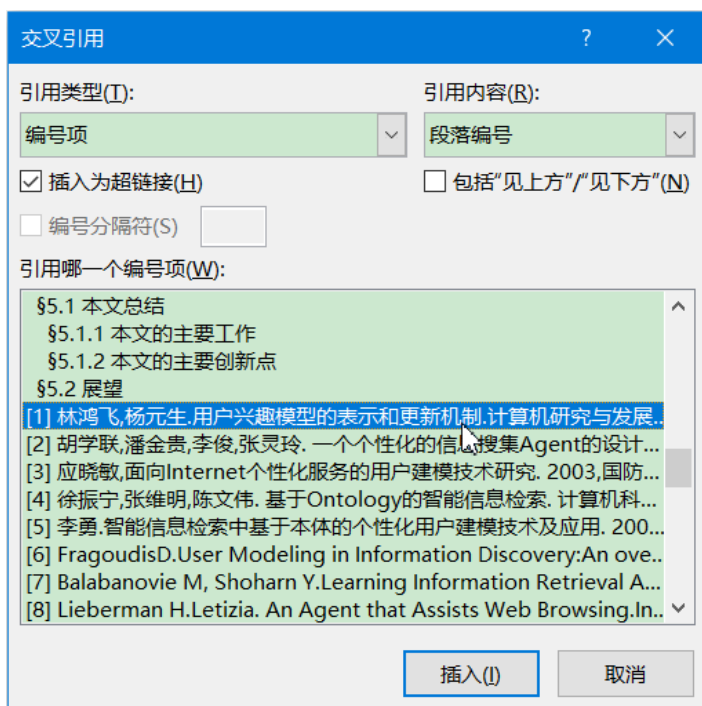 交叉引用
引用类型(T): 引用内容(R):
编号项 段落编号
插入为超链接(H) 包括“见上方”/“见下方”(N)
编号分隔符(S)
引用哪一个编号项(W):
§5.1 本文总结
§5.1.1 本文的主要工作
§5.1.2 本文的主要创新点
§5.2 展望
[1] 林鸿飞,杨元生.用户兴趣模型的表示和更新机制.计算机研究与发展..
[2] 胡学联,潘金贵,李俊,张灵玲. 一个个性化的信息搜集Agent的设计...
[3] 应晓敏,面向Internet个性化服务的用户建模技术研究. 2003,国防...
[4] 徐振宁,张维明,陈文伟. 基于Ontology的智能信息检索. 计算机科...
[5] 李勇.智能信息检索中基于本体的个性化用户建模技术及应用. 200...
[6] FragoudisD.User Modeling in Information Discovery:An ove..
[7] Balabanovie M, Shoharn Y.Learning Information Retrieval A...
[8] Lieberman H.Letizia. An Agent that Assists Web Browsing.In..
插入(I) 取消